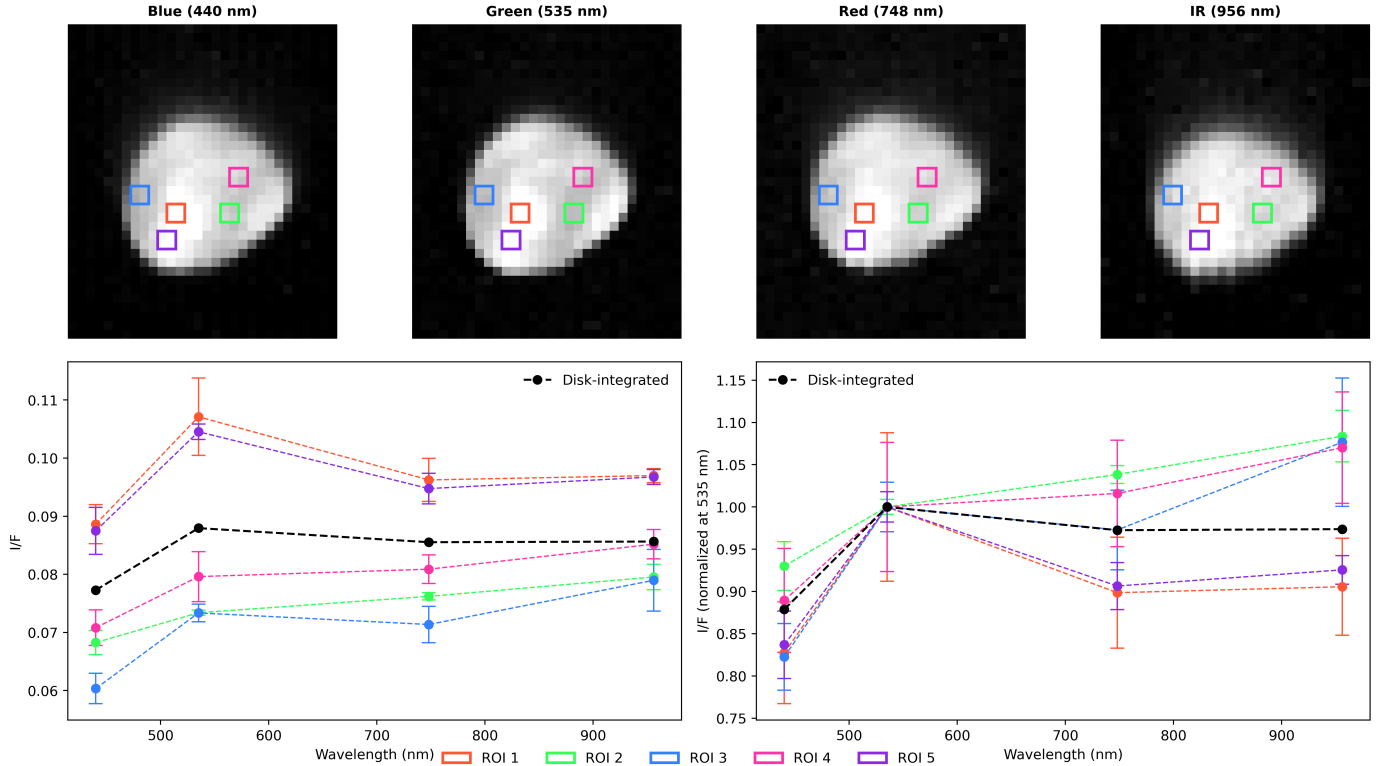 Blue (440 nm)
Green (535 nm)
Red (748 nm)
IR (956 nm)
I/F
0.11
0.10
0.09
0.08
0.07
0.06
Disk-integrated
500
600
700
800
900
Wavelength (nm)
I/F (normalized at 535 nm)
1.15
1.10
1.05
1.00
0.95
0.90
0.85
0.80
0.75
Disk-integrated
500
600
700
800
900
Wavelength (nm)
ROI 1
ROI 2
ROI 3
ROI 4
ROI 5